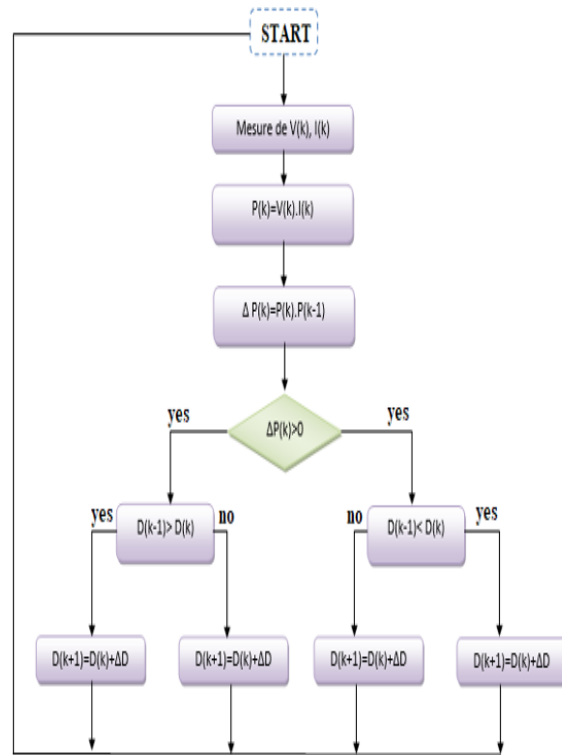 START
Mesure de V(k), I(k)
P(k)=V(k).I(k)
Δ P(k)=P(k).P(k-1)
ΔP(k)>0
yes
yes
D(k-1)> D(k)
yes
no
D(k-1)< D(k)
no
yes
D(k+1)=D(k)+ΔD
D(k+1)=D(k)+ΔD
D(k+1)=D(k)+ΔD
D(k+1)=D(k)+ΔD